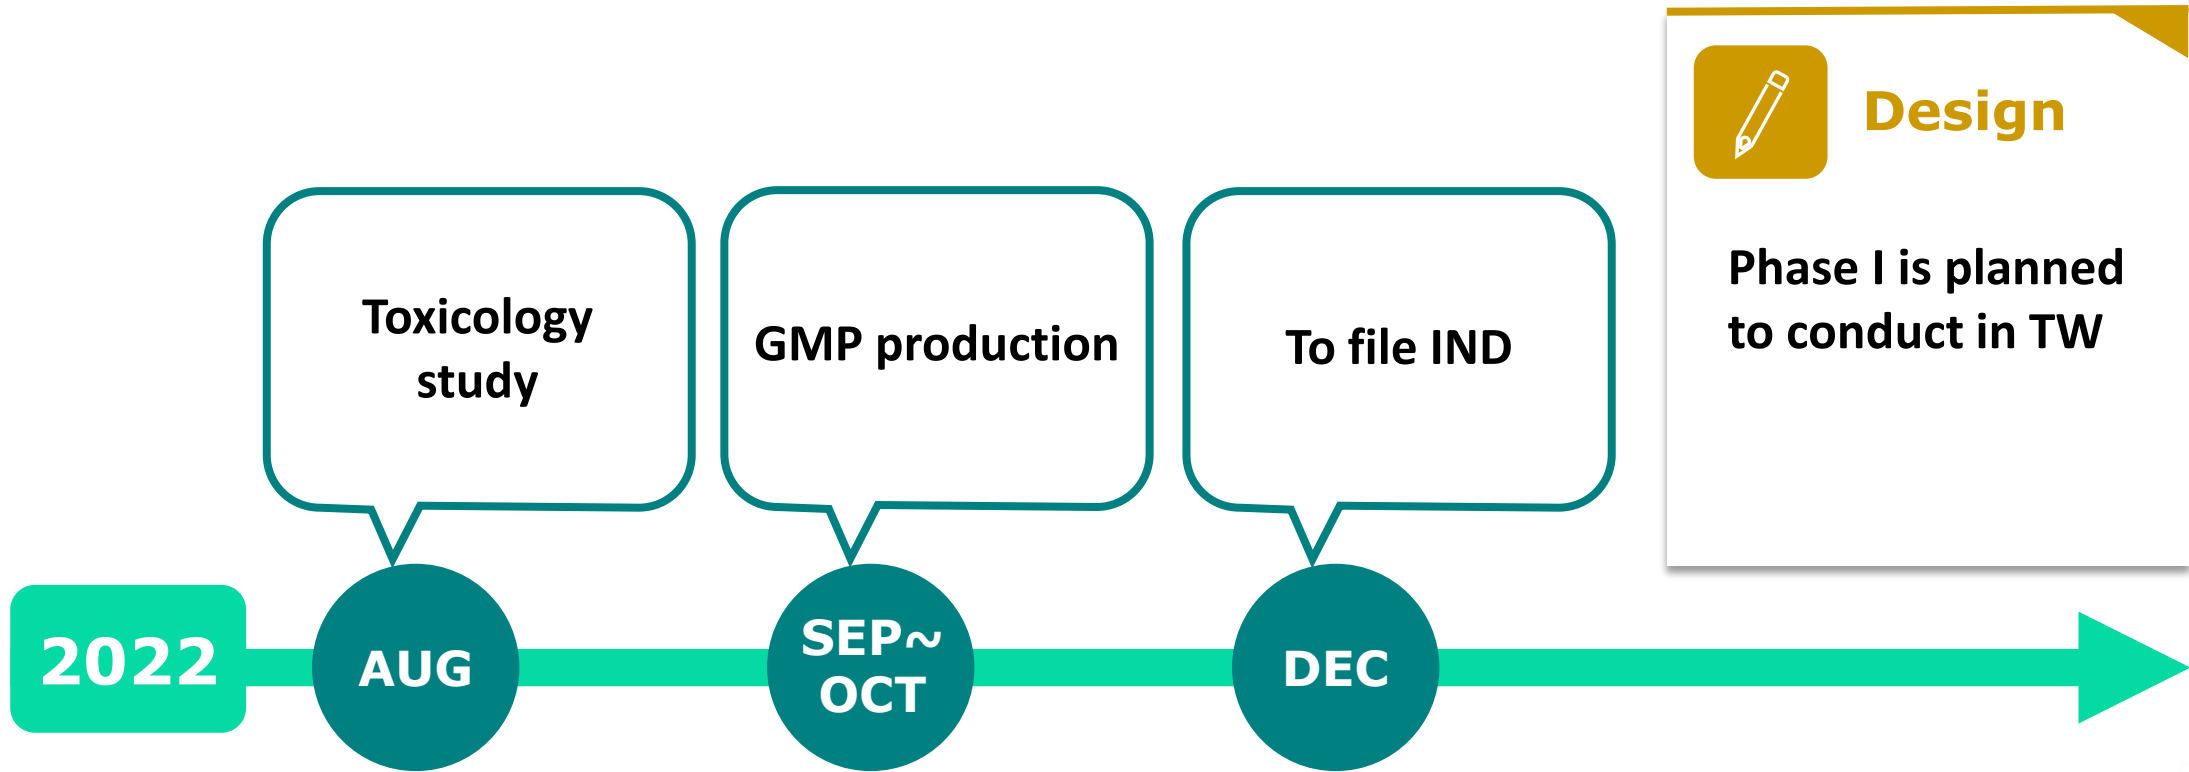 Design
Phase I is planned
to conduct in TW
Toxicology
study
GMP production
To file IND
2022
AUG
SEP~
OCT
DEC